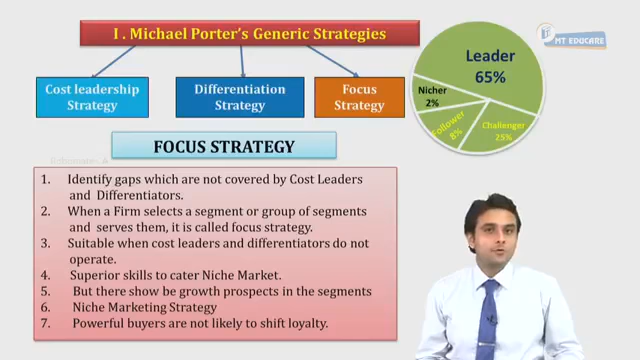 I . Michael Porter's Generic Strategies
MT EDUCARE
Cost leadership
Strategy
Differentiation
Strategy
Focus
Strategy
Leader
65%
Nicher
2%
Follower
8%
Challenger
25%
FOCUS STRATEGY
1. Identify gaps which are not covered by Cost Leaders
and Differentiators.
2. When a Firm selects a segment or group of segments
and serves them, it is called focus strategy.
3. Suitable when cost leaders and differentiators do not
operate.
4. Superior skills to cater Niche Market.
5. But there show be growth prospects in the segments
6. Niche Marketing Strategy
7. Powerful buyers are not likely to shift loyalty.